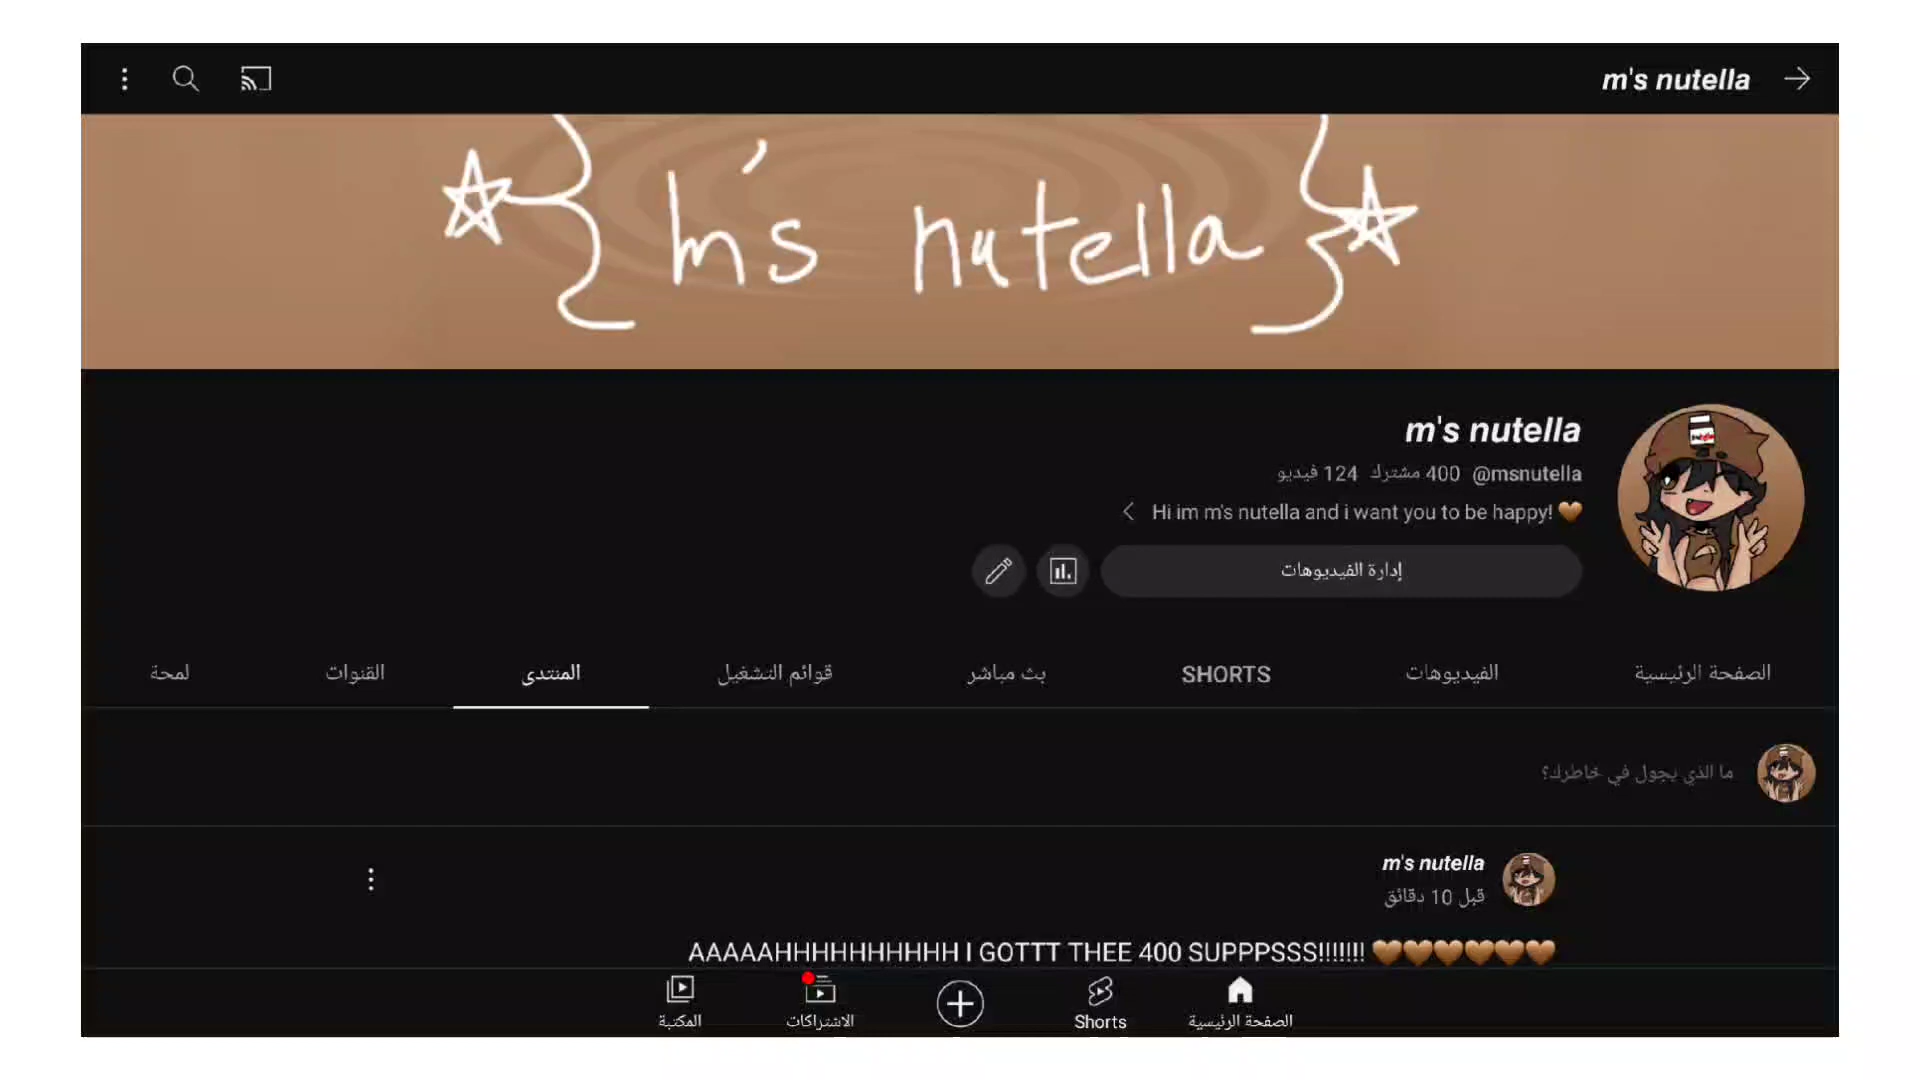 m's nutella
m's nutella
m's nutella
@msnutella 400 مشترك 124 فيديو
Hi im m's nutella and i want you to be happy!🤎
إدارة الفيديوهات
الصفحة الرئيسية الفيديوهات SHORTS بث مباشر قوائم التشغيل المنتدى القنوات لمحة
ما الذي يجول في خاطرك؟
m's nutella
قبل 10 دقائق
AAAAAHHHHHHHHHHH I GOTTT THEE 400 SUPPPSSS!!!!!!! 🤎🤎🤎🤎🤎🤎
الصفحة الرئيسية Shorts الاشتراكات المكتبة